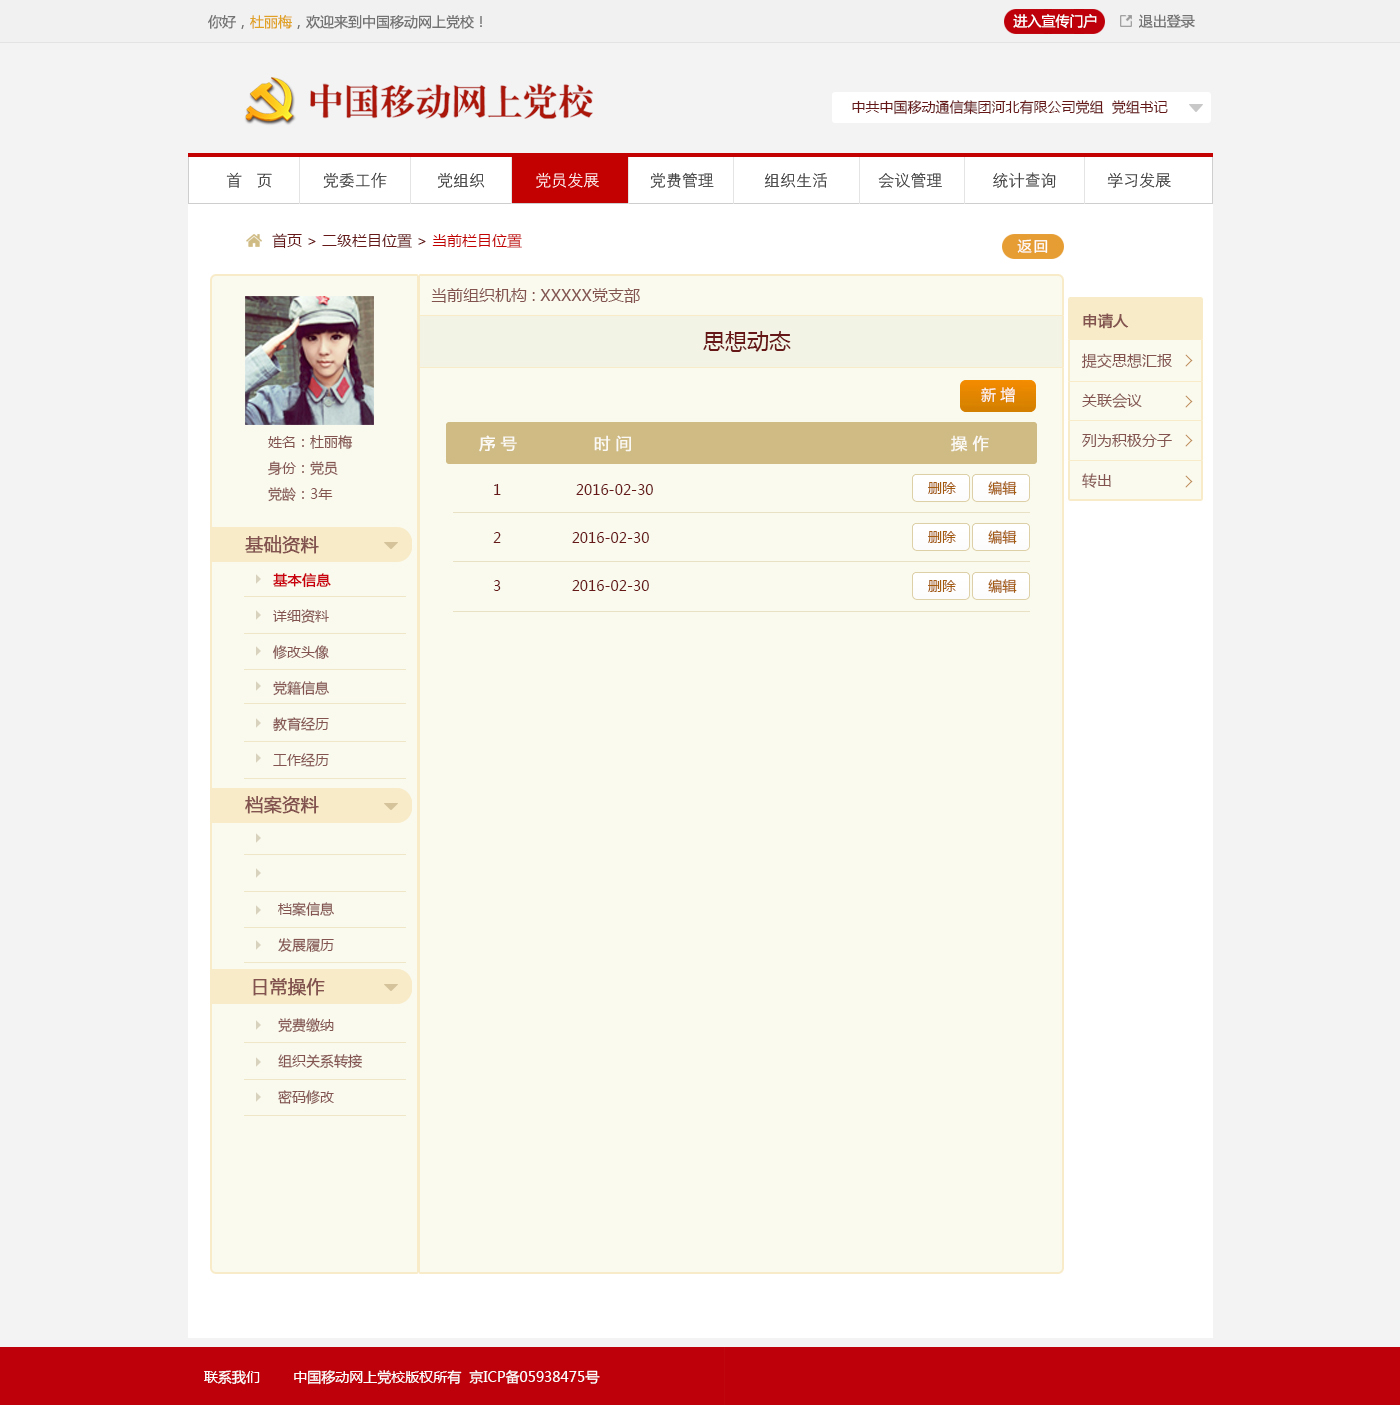 你好，杜丽梅，欢迎来到中国移动网上党校！
进入宣传门户 退出登录
中国移动网上党校
中共中国移动通信集团河北有限公司党组 党组书记
首 页 党委工作 党组织 党员发展 党费管理 组织生活 会议管理 统计查询 学习发展
首页 > 二级栏目位置 > 当前栏目位置
返回
当前组织机构：XXXXX党支部
思想动态
新 增
序 号 时 间 操 作
1 2016-02-30 删除 编辑
2 2016-02-30 删除 编辑
3 2016-02-30 删除 编辑
姓名：杜丽梅
身份：党员
党龄：3年
基础资料
基本信息
详细资料
修改头像
党籍信息
教育经历
工作经历
档案资料
档案信息
发展履历
日常操作
党费缴纳
组织关系转接
密码修改
申请人
提交思想汇报
关联会议
列为积极分子
转出
联系我们 中国移动网上党校版权所有 京ICP备05938475号